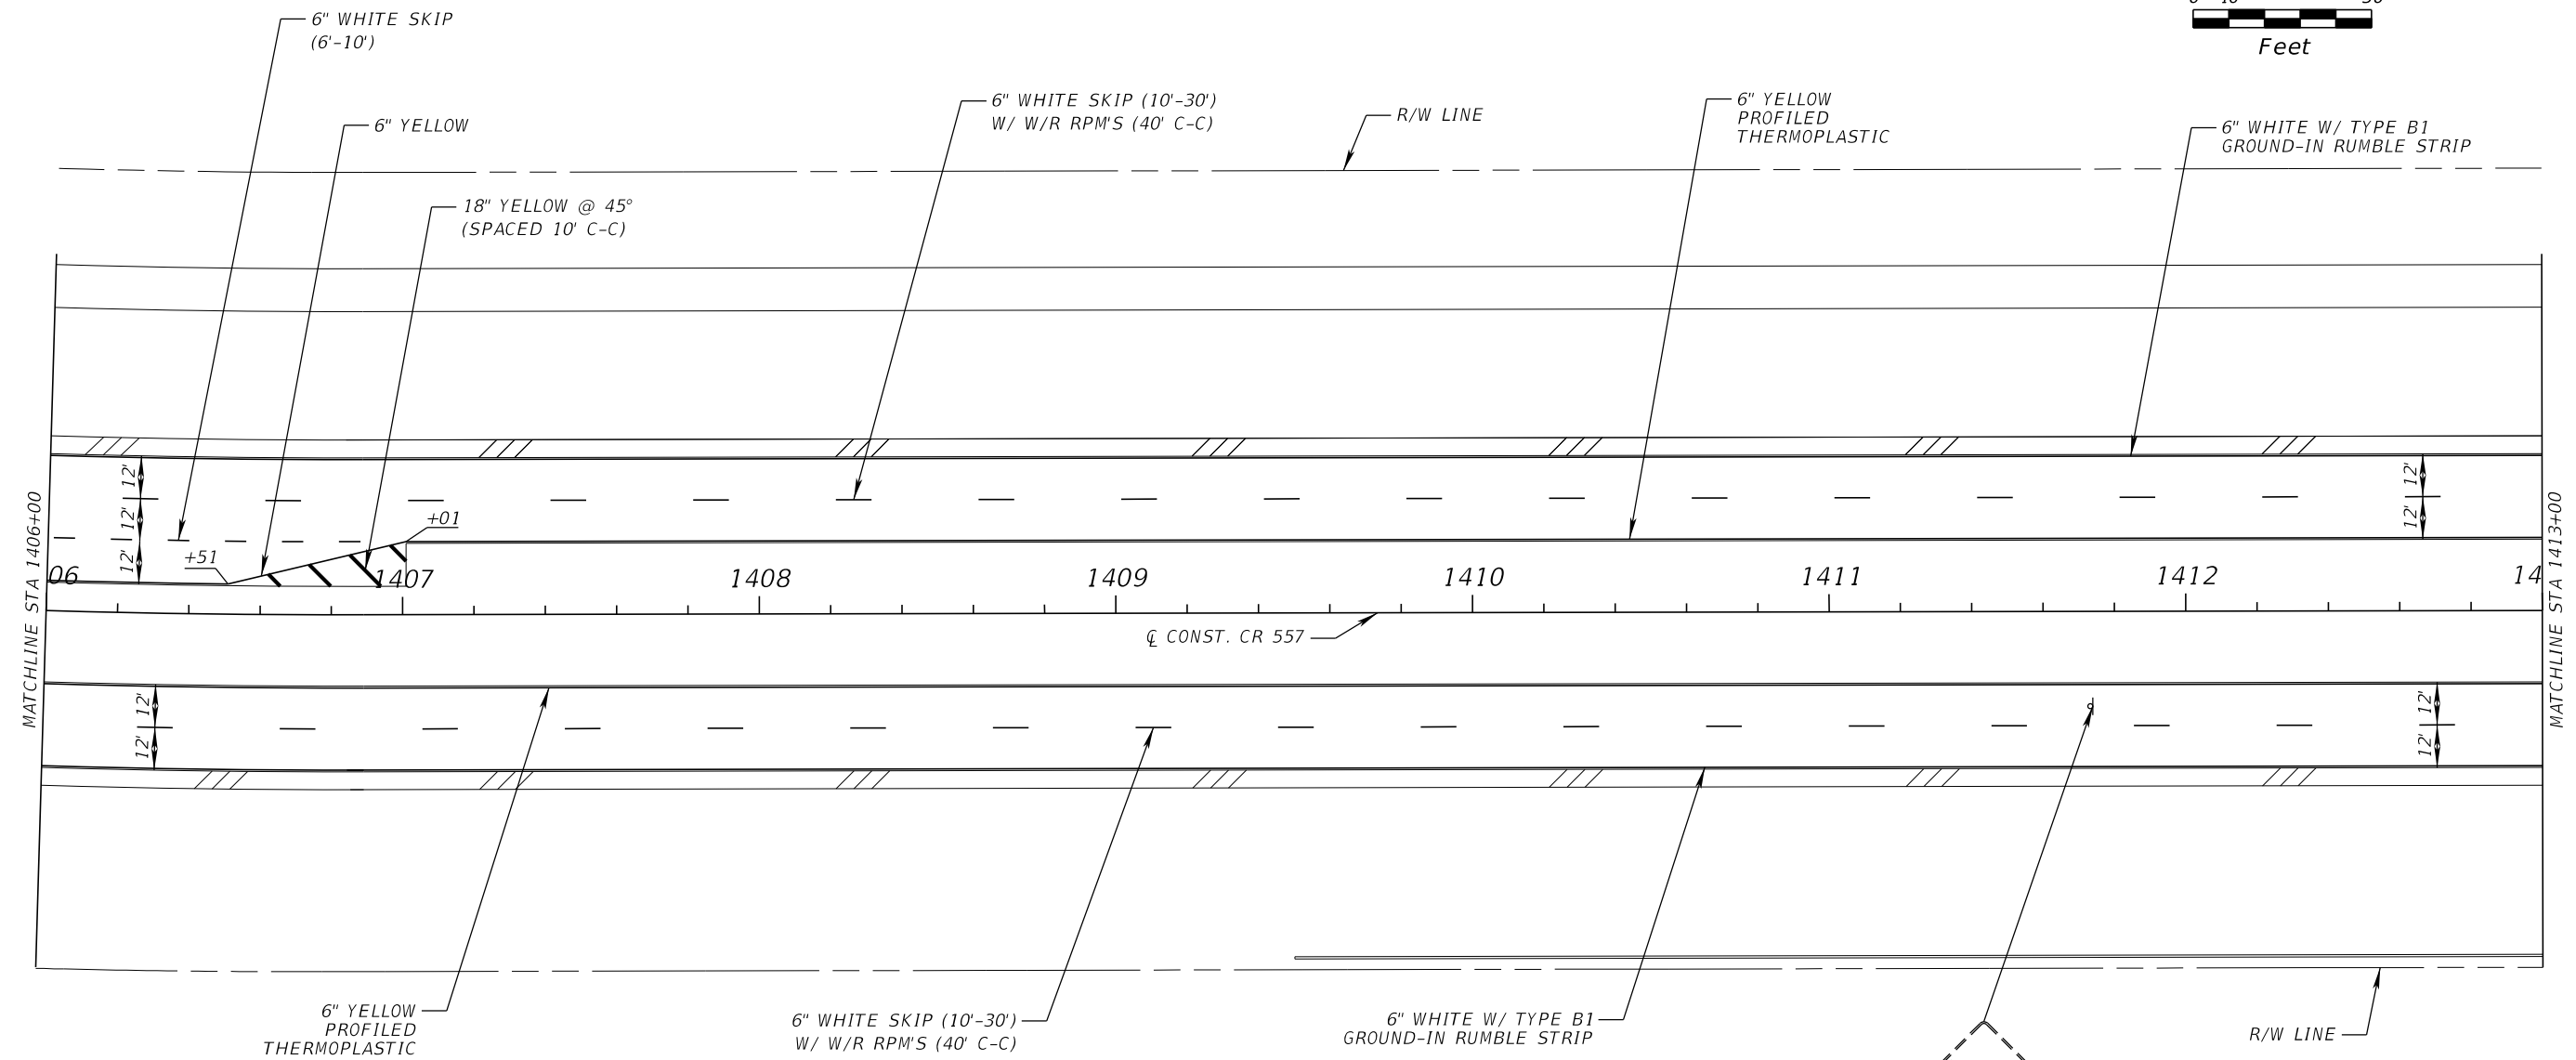 6" WHITE SKIP
(6'-10')
6" YELLOW
18" YELLOW @ 45°
(SPACED 10' C-C)
6" WHITE SKIP (10'-30')
W/ W/R RPM'S (40' C-C)
R/W LINE
6" YELLOW
PROFILED
THERMOPLASTIC
6" WHITE W/ TYPE B1
GROUND-IN RUMBLE STRIP
Feet
MATCHLINE STA 1406+00
12'
12'
12'
+51
+01
12'
12'
MATCHLINE STA 1413+00
06
1407
1408
1409
1410
1411
1412
14
℄ CONST. CR 557
12'
12'
12'
12'
6" YELLOW
PROFILED
THERMOPLASTIC
6" WHITE SKIP (10'-30')
W/ W/R RPM'S (40' C-C)
6" WHITE W/ TYPE B1
GROUND-IN RUMBLE STRIP
R/W LINE